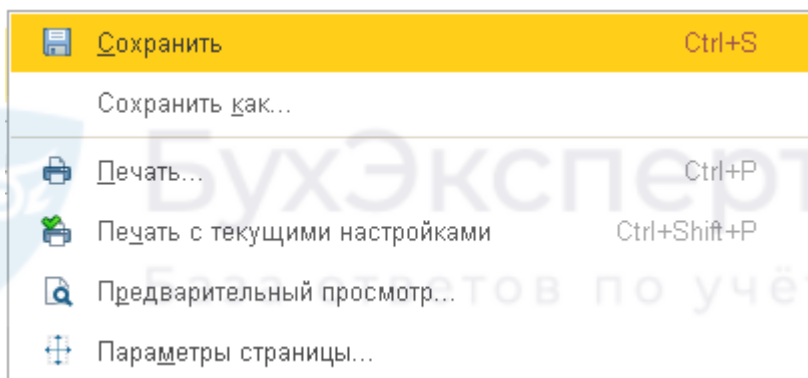 Сохранить Ctrl+S
Сохранить как...
БухЭксперт
Печать... Ctrl+P
Печать с текущими настройками Ctrl+Shift+P
База ответов по учё
Предварительный просмотр...
Параметры страницы...